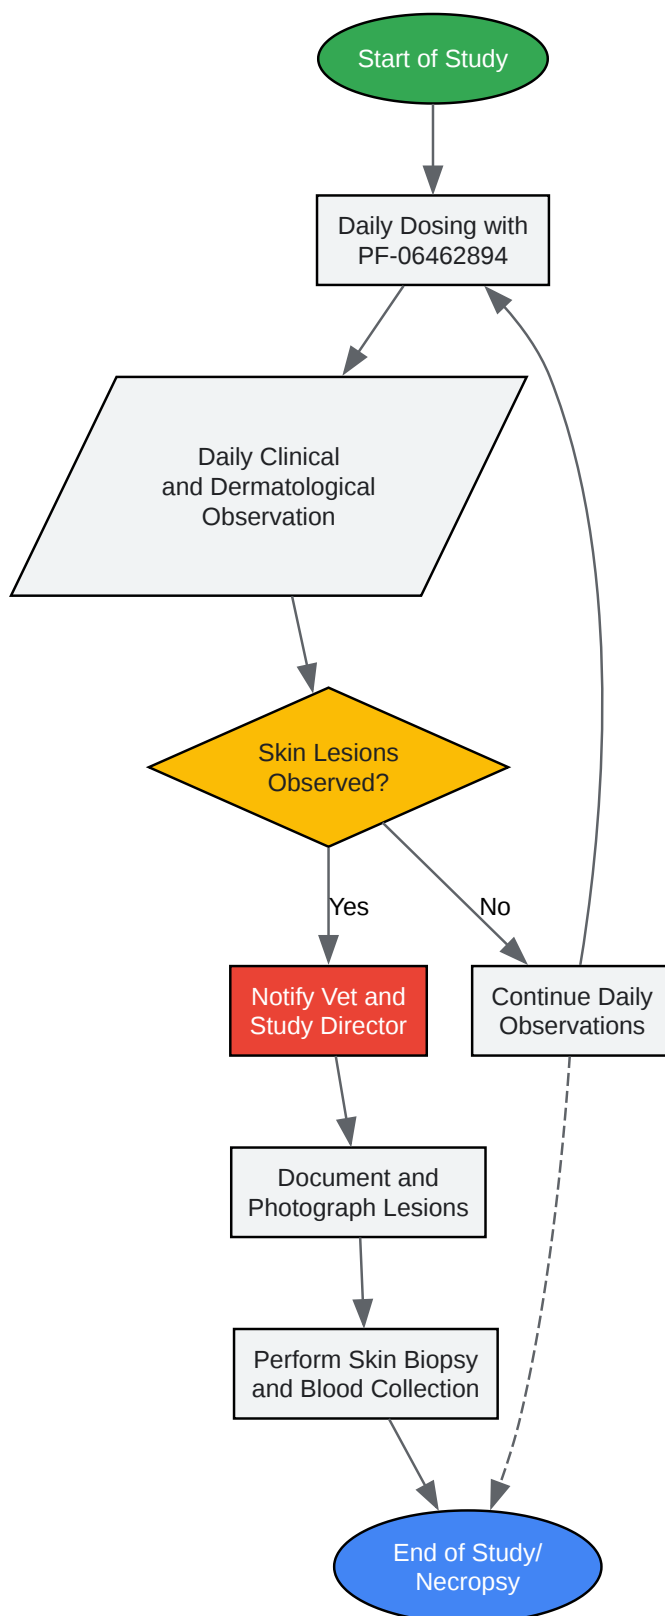 Start of Study
Daily Dosing with
PF-06462894
Daily Clinical
and Dermatological
Observation
Skin Lesions
Observed?
Yes
No
Notify Vet and
Study Director
Continue Daily
Observations
Document and
Photograph Lesions
Perform Skin Biopsy
and Blood Collection
End of Study/
Necropsy